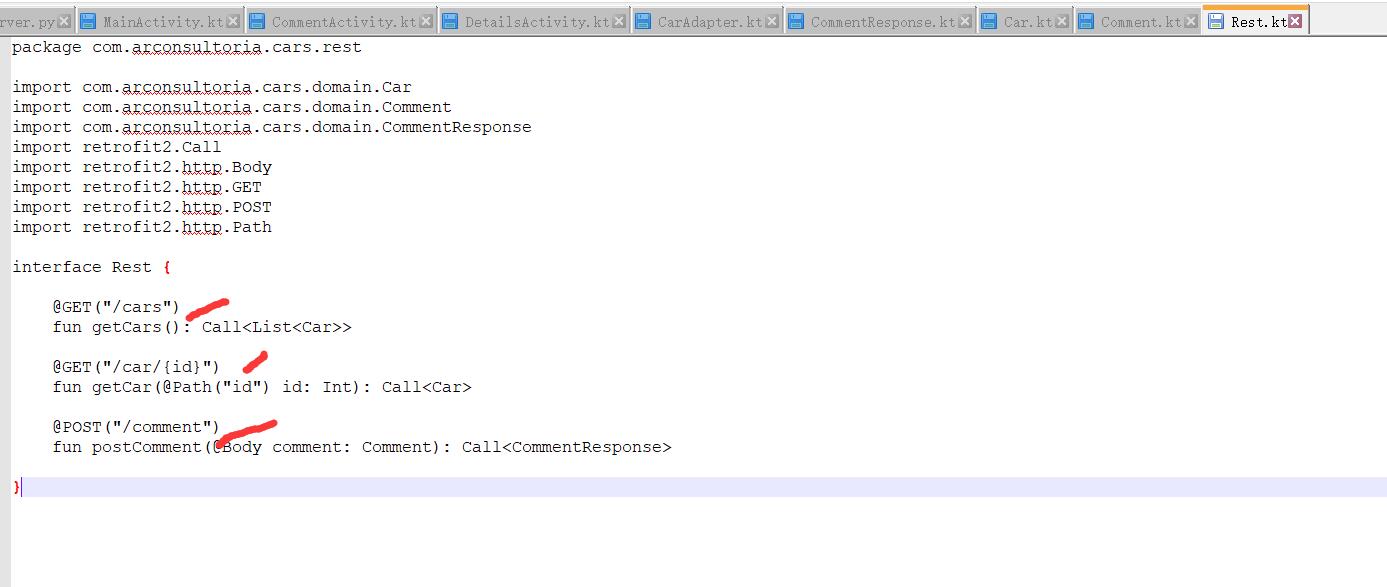 rver.py MainActivity.kt CommentActivity.kt DetailsActivity.kt CarAdapter.kt CommentResponse.kt Car.kt Comment.kt Rest.kt
package com.arconsultoria.cars.rest
import com.arconsultoria.cars.domain.Car
import com.arconsultoria.cars.domain.Comment
import com.arconsultoria.cars.domain.CommentResponse
import retrofit2.Call
import retrofit2.http.Body
import retrofit2.http.GET
import retrofit2.http.POST
import retrofit2.http.Path
interface Rest {
@GET("/cars")
fun getCars(): Call<List<Car>>
@GET("/car/{id}")
fun getCar(@Path("id") id: Int): Call<Car>
@POST("/comment")
fun postComment(@Body comment: Comment): Call<CommentResponse>
}